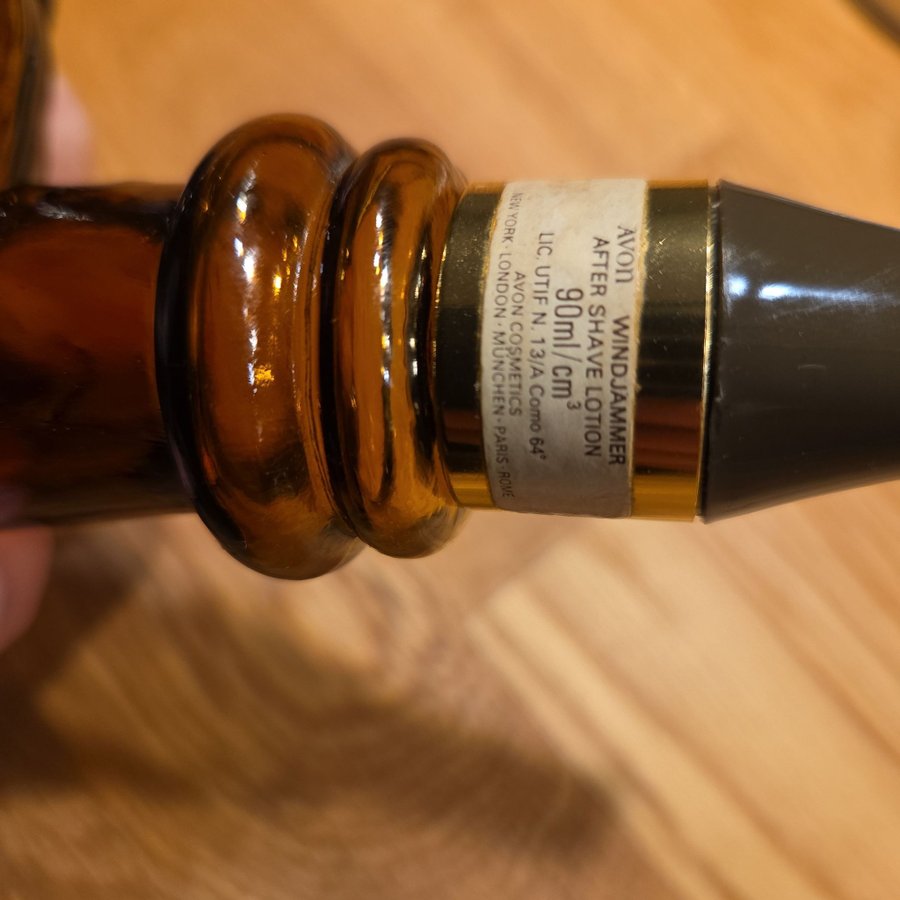 AVON WINDJAMMER
AFTER SHAVE LOTION
90ml/cm³
LIC. UTIF N. 13/A Como 64°
AVON COSMETICS
NEW YORK · LONDON · MÜNCHEN · PARIS · ROME